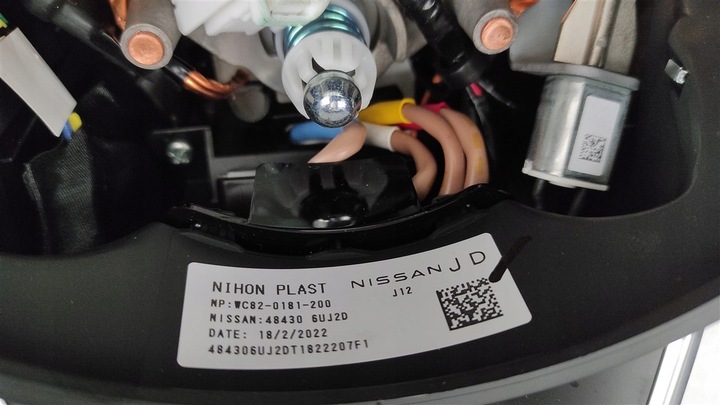 NIHON PLAST NISSAN J D
NP:WC82-0181-200 J12
NISSAN:48430 6UJ2D
DATE: 18/2/2022
484306UJ2DT1822207F1